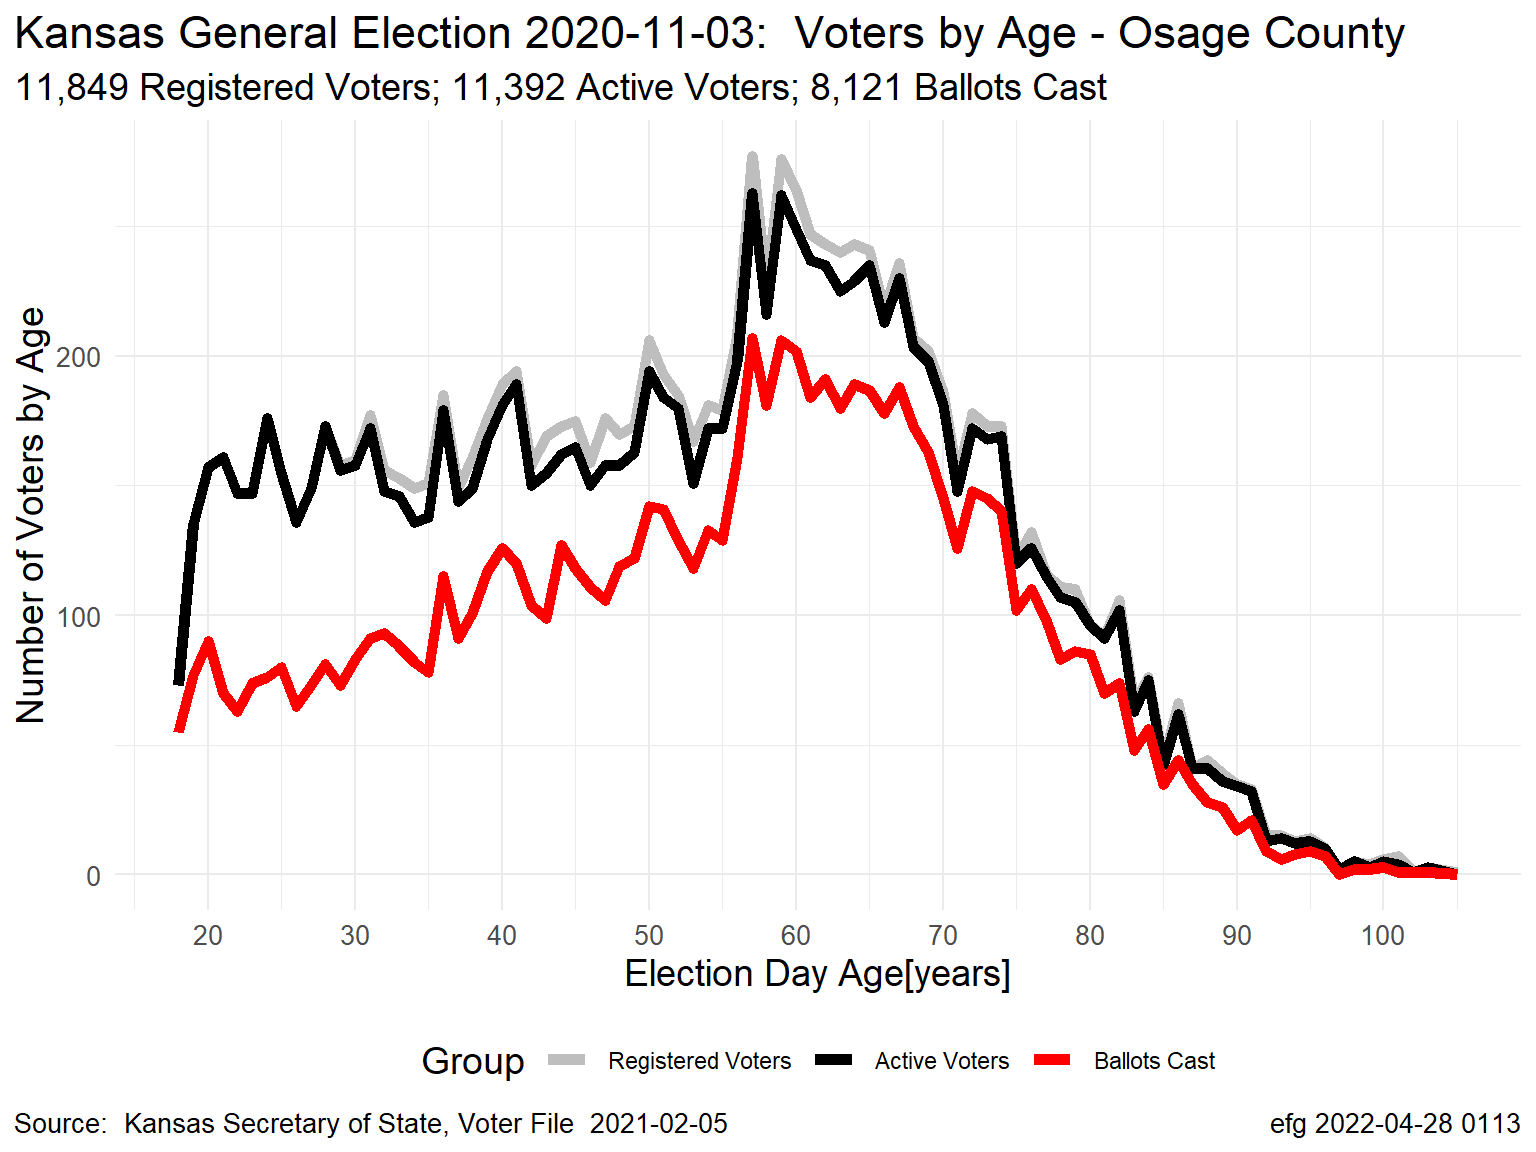 Kansas General Election 2020-11-03:  Voters by Age - Osage County
11,849 Registered Voters; 11,392 Active Voters; 8,121 Ballots Cast
Number of Voters by Age
200
100
0
20 30 40 50 60 70 80 90 100
Election Day Age[years]
Group Registered Voters Active Voters Ballots Cast
Source:  Kansas Secretary of State, Voter File  2021-02-05
efg 2022-04-28 0113